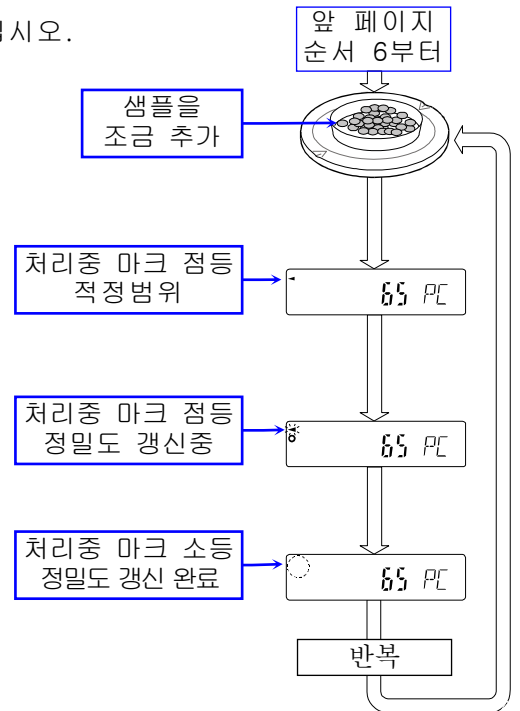 십시오.
앞 페이지
순서 6부터
샘플을
조금 추가
처리중 마크 점등
적정범위
65 PC
처리중 마크 점등
정밀도 갱신중
65 PC
처리중 마크 소등
정밀도 갱신 완료
65 PC
반복